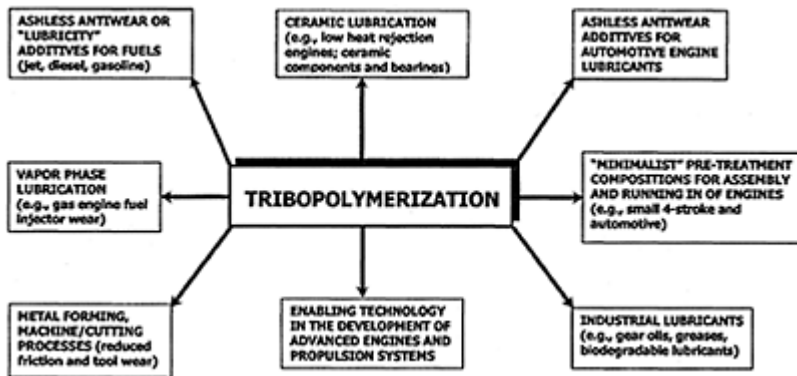 ASHLESS ANTIWEAR OR
"LUBRICITY"
ADDITIVES FOR FUELS
(jet, diesel, gasoline)
CERAMIC LUBRICATION
(e.g., low heat rejection
engines; ceramic
components and bearings)
ASHLESS ANTIWEAR
ADDITIVES FOR
AUTOMOTIVE ENGINE
LUBRICANTS
VAPOR PHASE
LUBRICATION
(e.g., gas engine fuel
injector wear)
TRIBOPOLYMERIZATION
"MINIMALIST" PRE-TREATMENT
COMPOSITIONS FOR ASSEMBLY
AND RUNNING IN OF ENGINES
(e.g., small 4-stroke and
automotive)
METAL FORMING,
MACHINE/CUTTING
PROCESSES (reduced
friction and tool wear)
ENABLING TECHNOLOGY
IN THE DEVELOPMENT OF
ADVANCED ENGINES AND
PROPULSION SYSTEMS
INDUSTRIAL LUBRICANTS
(e.g., gear oils, greases,
biodegradable lubricants)